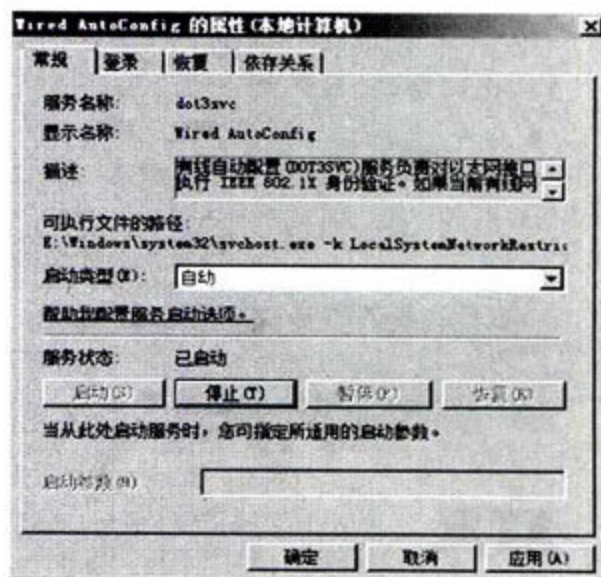 Wired AutoConfig 的属性(本地计算机)
常规 登录 恢复 依存关系
服务名称: dot3svc
显示名称: Wired AutoConfig
描述: 有线自动配置(DOT3SVC)服务负责对以太网接口
执行 IEEE 802.1X 身份验证。如果当前有线网
可执行文件的路径:
E:\Windows\system32\svchost.exe -k LocalSystemNetworkRestric
启动类型(E): 自动
帮助我配置服务启动选项。
服务状态: 已启动
启动(S) 停止(T) 暂停(P) 恢复(R)
当从此处启动服务时，您可指定所适用的启动参数。
启动参数(M)
确定 取消 应用(A)